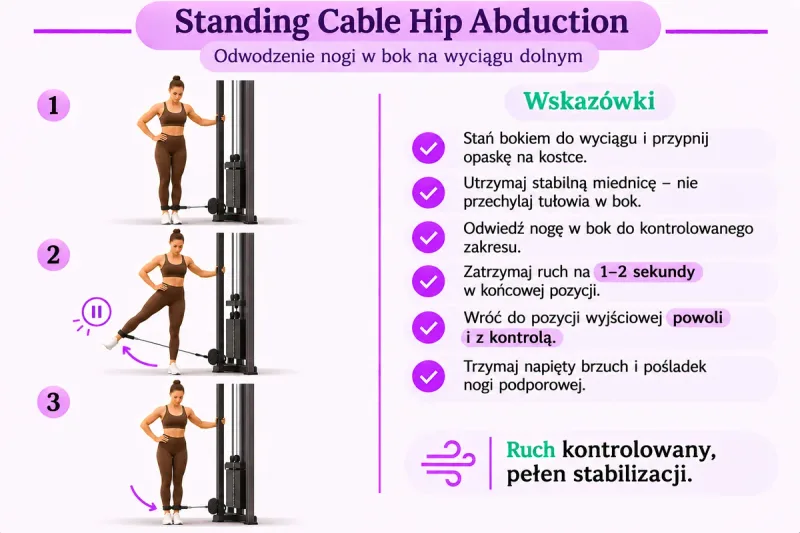 Standing Cable Hip Abduction
Odwodzenie nogi w bok na wyciągu dolnym
1
2
3
Wskazówki
Stań bokiem do wyciągu i przypnij
opaskę na kostce.
Utrzymaj stabilną miednicę – nie
przechylaj tułowia w bok.
Odwiedź nogę w bok do kontrolowanego
zakresu.
Zatrzymaj ruch na 1–2 sekundy
w końcowej pozycji.
Wróć do pozycji wyjściowej powoli
i z kontrolą.
Trzymaj napięty brzuch i pośladek
nogi podporowej.
Ruch kontrolowany,
pełen stabilizacji.